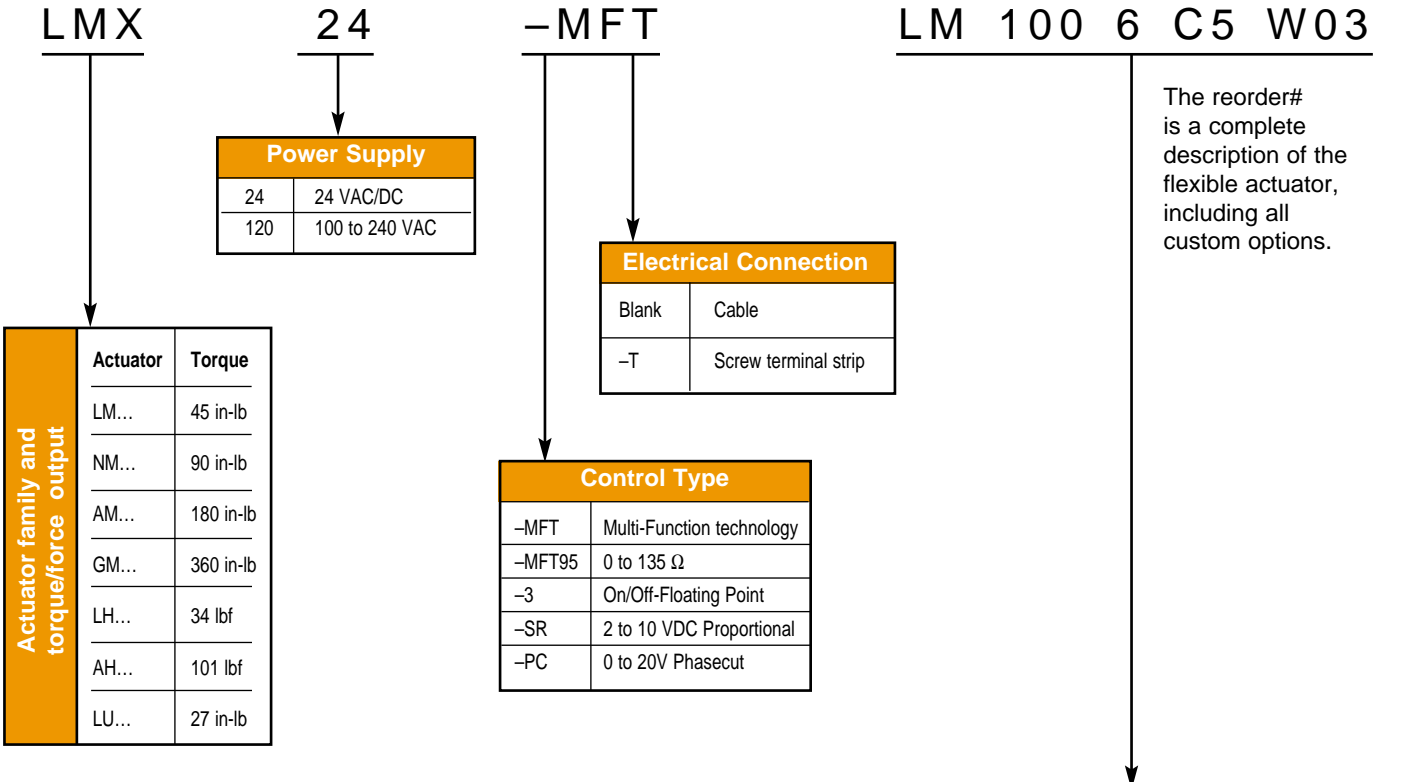 LMX 24 –MFT LM 100 6 C5 W03
The reorder#
is a complete
description of the
flexible actuator,
including all
custom options.
Power Supply
24 24 VAC/DC
120 100 to 240 VAC
Electrical Connection
Blank Cable
–T Screw terminal strip
Actuator family and
torque/force output
Actuator Torque
LM… 45 in-lb
NM… 90 in-lb
AM… 180 in-lb
GM… 360 in-lb
LH… 34 lbf
AH… 101 lbf
LU… 27 in-lb
Control Type
–MFT Multi-Function technology
–MFT95 0 to 135 Ω
–3 On/Off-Floating Point
–SR 2 to 10 VDC Proportional
–PC 0 to 20V Phasecut